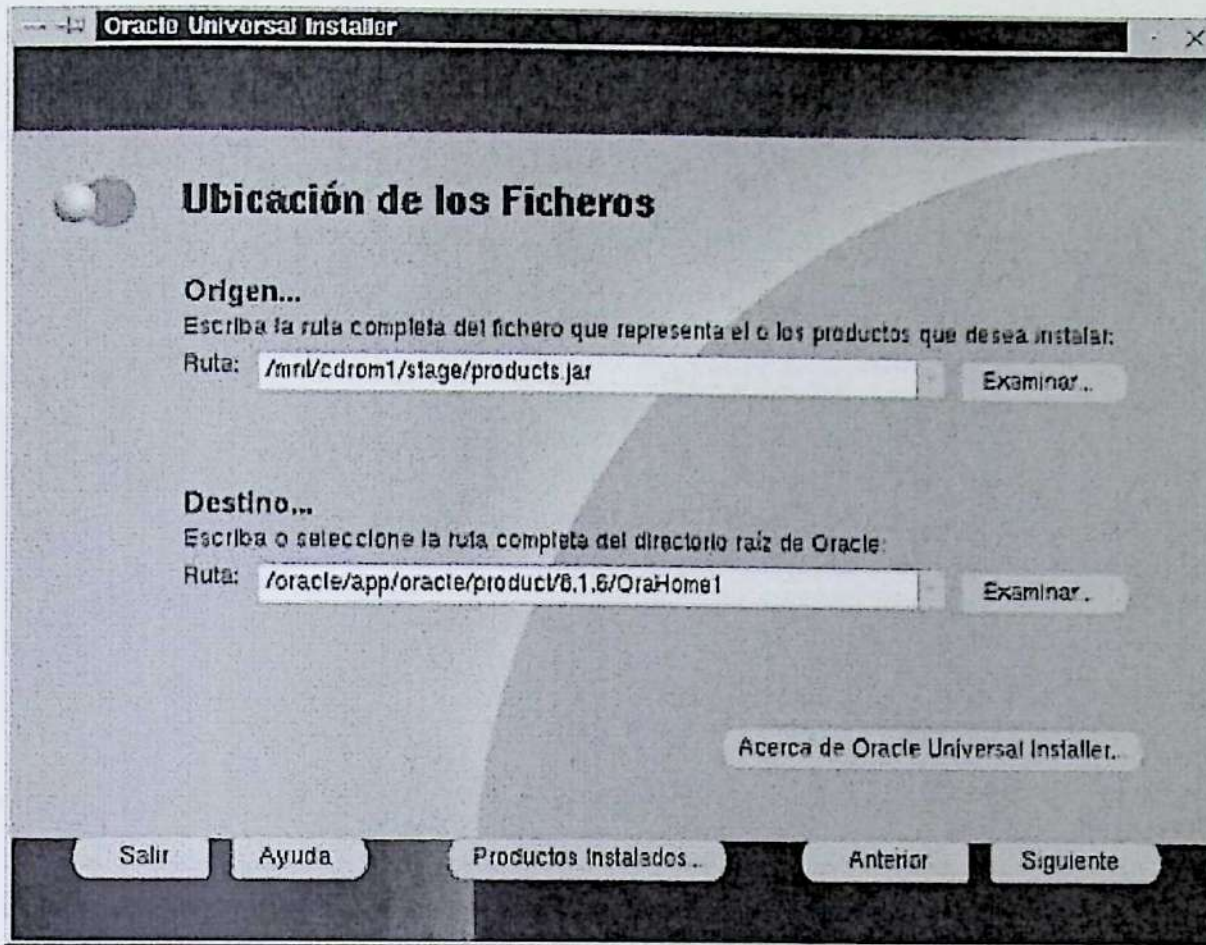 Oracle Universal Installer
Ubicación de los Ficheros
Origen...
Escriba la ruta completa del fichero que representa el o los productos que desea instalar:
Ruta: /mnt/cdrom1/stage/products.jar Examinar...
Destino...
Escriba o seleccione la ruta completa del directorio raíz de Oracle:
Ruta: /oracle/app/oracle/product/8.1.6/OraHome1 Examinar...
Acerca de Oracle Universal Installer...
Salir Ayuda Productos Instalados... Anterior Siguiente